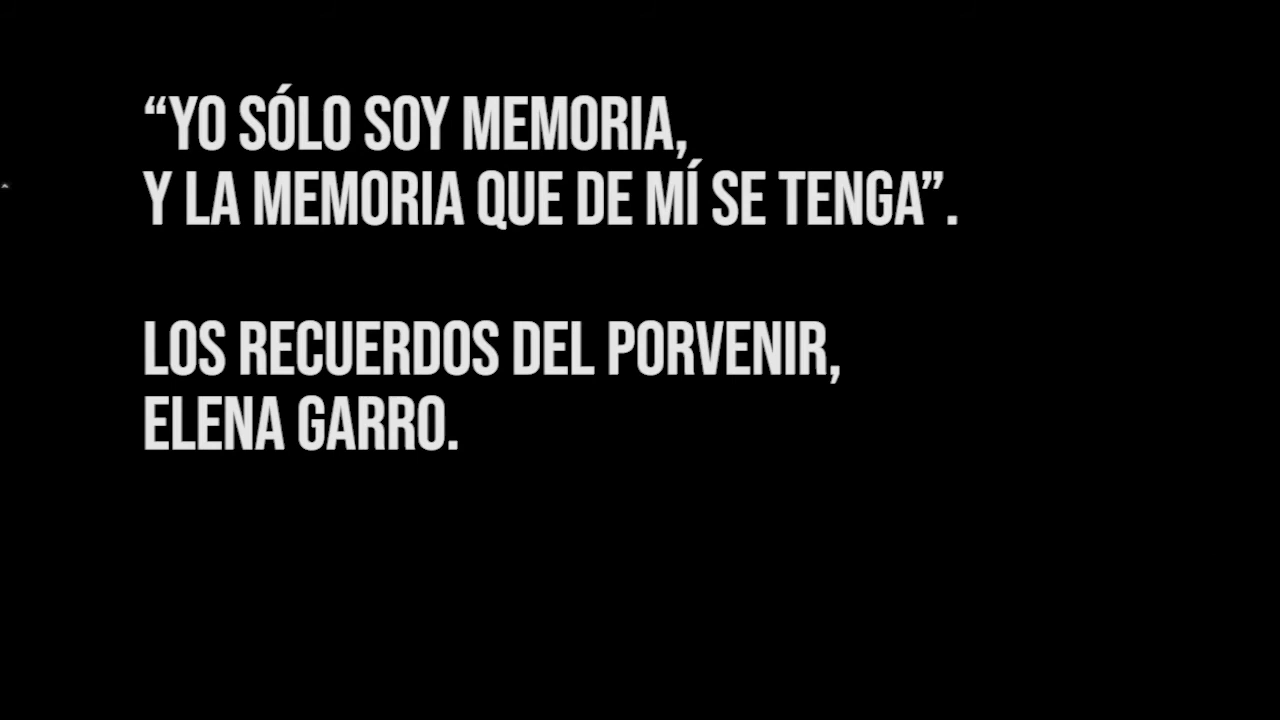 “YO SÓLO SOY MEMORIA,
Y LA MEMORIA QUE DE MÍ SE TENGA”.
LOS RECUERDOS DEL PORVENIR,
ELENA GARRO.